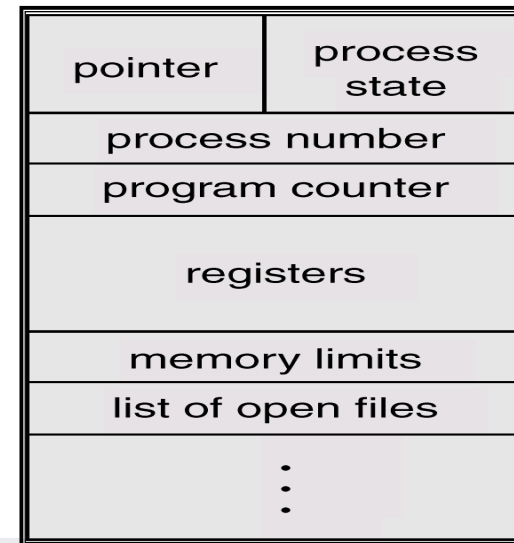 pointer
process
state
process number
program counter
registers
memory limits
list of open files